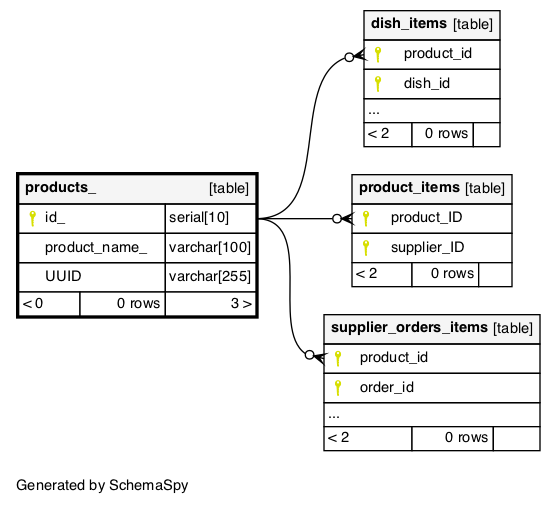 dish_items [table]
product_id
dish_id
...
< 2 0 rows
products_ [table]
id_ serial[10]
product_name_ varchar[100]
UUID varchar[255]
< 0 0 rows 3 >
product_items [table]
product_ID
supplier_ID
< 2 0 rows
supplier_orders_items [table]
product_id
order_id
...
< 2 0 rows
Generated by SchemaSpy